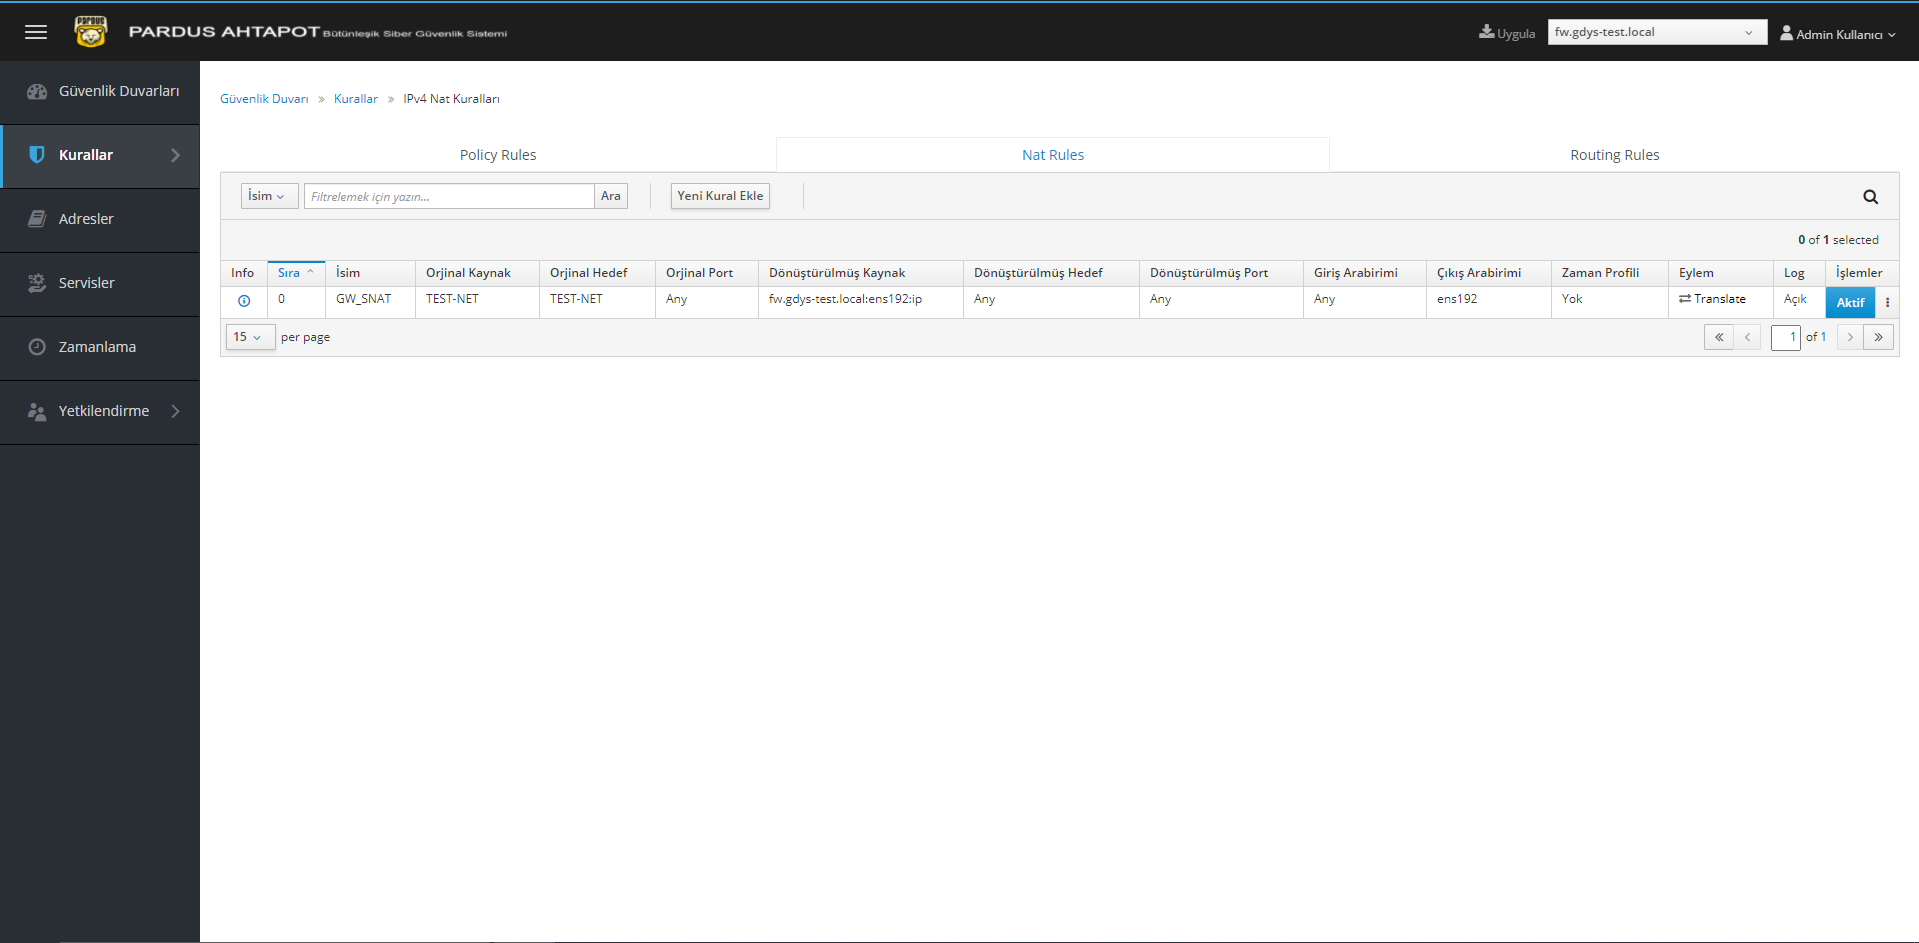 PARDUS
PARDUS AHTAPOT Bütünleşik Siber Güvenlik Sistemi
Uygula
fw.gdys-test.local
Admin Kullanıcı
Güvenlik Duvarları
Kurallar
Adresler
Servisler
Zamanlama
Yetkilendirme
Güvenlik Duvarı » Kurallar » IPv4 Nat Kuralları
Policy Rules Nat Rules Routing Rules
İsim Filtrelemek için yazın... Ara Yeni Kural Ekle
0 of 1 selected
Info Sıra İsim Orjinal Kaynak Orjinal Hedef Orjinal Port Dönüştürülmüş Kaynak Dönüştürülmüş Hedef Dönüştürülmüş Port Giriş Arabirimi Çıkış Arabirimi Zaman Profili Eylem Log İşlemler
0 GW_SNAT TEST-NET TEST-NET Any fw.gdys-test.local:ens192:ip Any Any Any ens192 Yok Translate Açık Aktif
15 per page « ‹ 1 of 1 › »